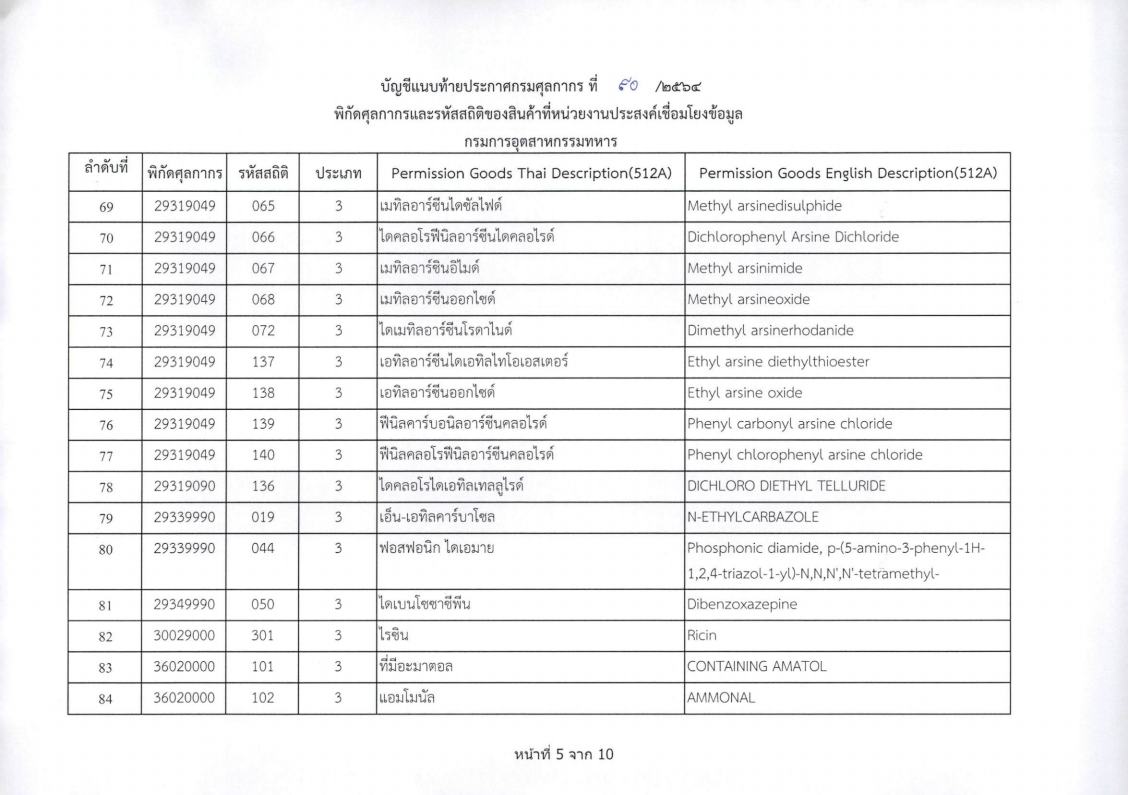 บัญชีแนบท้ายประกาศกรมศุลกากร ที่ ๙๐ /๒๕๖๔
พิกัดศุลกากรและรหัสสถิติของสินค้าที่หน่วยงานประสงค์เชื่อมโยงข้อมูล
กรมการอุตสาหกรรมทหาร
ลำดับที่ พิกัดศุลกากร รหัสสถิติ ประเภท Permission Goods Thai Description(512A) Permission Goods English Description(512A)
69 29319049 065 3 เมทิลอาร์ซีนไดซัลไฟด์ Methyl arsinedisulphide
70 29319049 066 3 ไดคลอโรฟีนิลอาร์ซีนไดคลอไรด์ Dichlorophenyl Arsine Dichloride
71 29319049 067 3 เมทิลอาร์ซินอิไมด์ Methyl arsinimide
72 29319049 068 3 เมทิลอาร์ซีนออกไซด์ Methyl arsineoxide
73 29319049 072 3 ไดเมทิลอาร์ซีนโรดาไนด์ Dimethyl arsinerhodanide
74 29319049 137 3 เอทิลอาร์ซีนไดเอทิลไทโอเอสเตอร์ Ethyl arsine diethylthioester
75 29319049 138 3 เอทิลอาร์ซีนออกไซด์ Ethyl arsine oxide
76 29319049 139 3 ฟีนิลคาร์บอนิลอาร์ซีนคลอไรด์ Phenyl carbonyl arsine chloride
77 29319049 140 3 ฟีนิลคลอโรฟีนิลอาร์ซีนคลอไรด์ Phenyl chlorophenyl arsine chloride
78 29319090 136 3 ไดคลอโรไดเอทิลเทลลูไรด์ DICHLORO DIETHYL TELLURIDE
79 29339990 019 3 เอ็น-เอทิลคาร์บาโซล N-ETHYLCARBAZOLE
80 29339990 044 3 ฟอสฟอนิก ไดเอมาย Phosphonic diamide, p-(5-amino-3-phenyl-1H-
1,2,4-triazol-1-yl)-N,N,N',N'-tetramethyl-
81 29349990 050 3 ไดเบนโซซาซีพีน Dibenzoxazepine
82 30029000 301 3 ไรซิน Ricin
83 36020000 101 3 ที่มีอะมาตอล CONTAINING AMATOL
84 36020000 102 3 แอมโมนัล AMMONAL
หน้าที่ 5 จาก 10